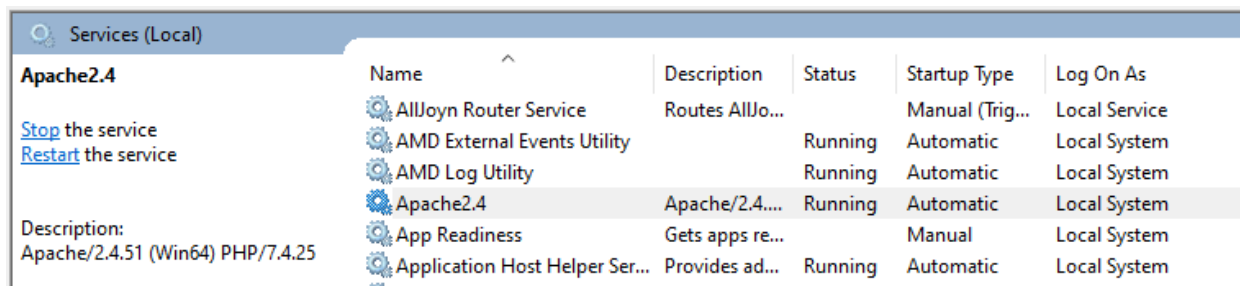 Services (Local)
Apache2.4
Stop the service
Restart the service
Description:
Apache/2.4.51 (Win64) PHP/7.4.25
Name Description Status Startup Type Log On As
AllJoyn Router Service Routes AllJo... Manual (Trig... Local Service
AMD External Events Utility Running Automatic Local System
AMD Log Utility Running Automatic Local System
Apache2.4 Apache/2.4.... Running Automatic Local System
App Readiness Gets apps re... Manual Local System
Application Host Helper Ser... Provides ad... Running Automatic Local System